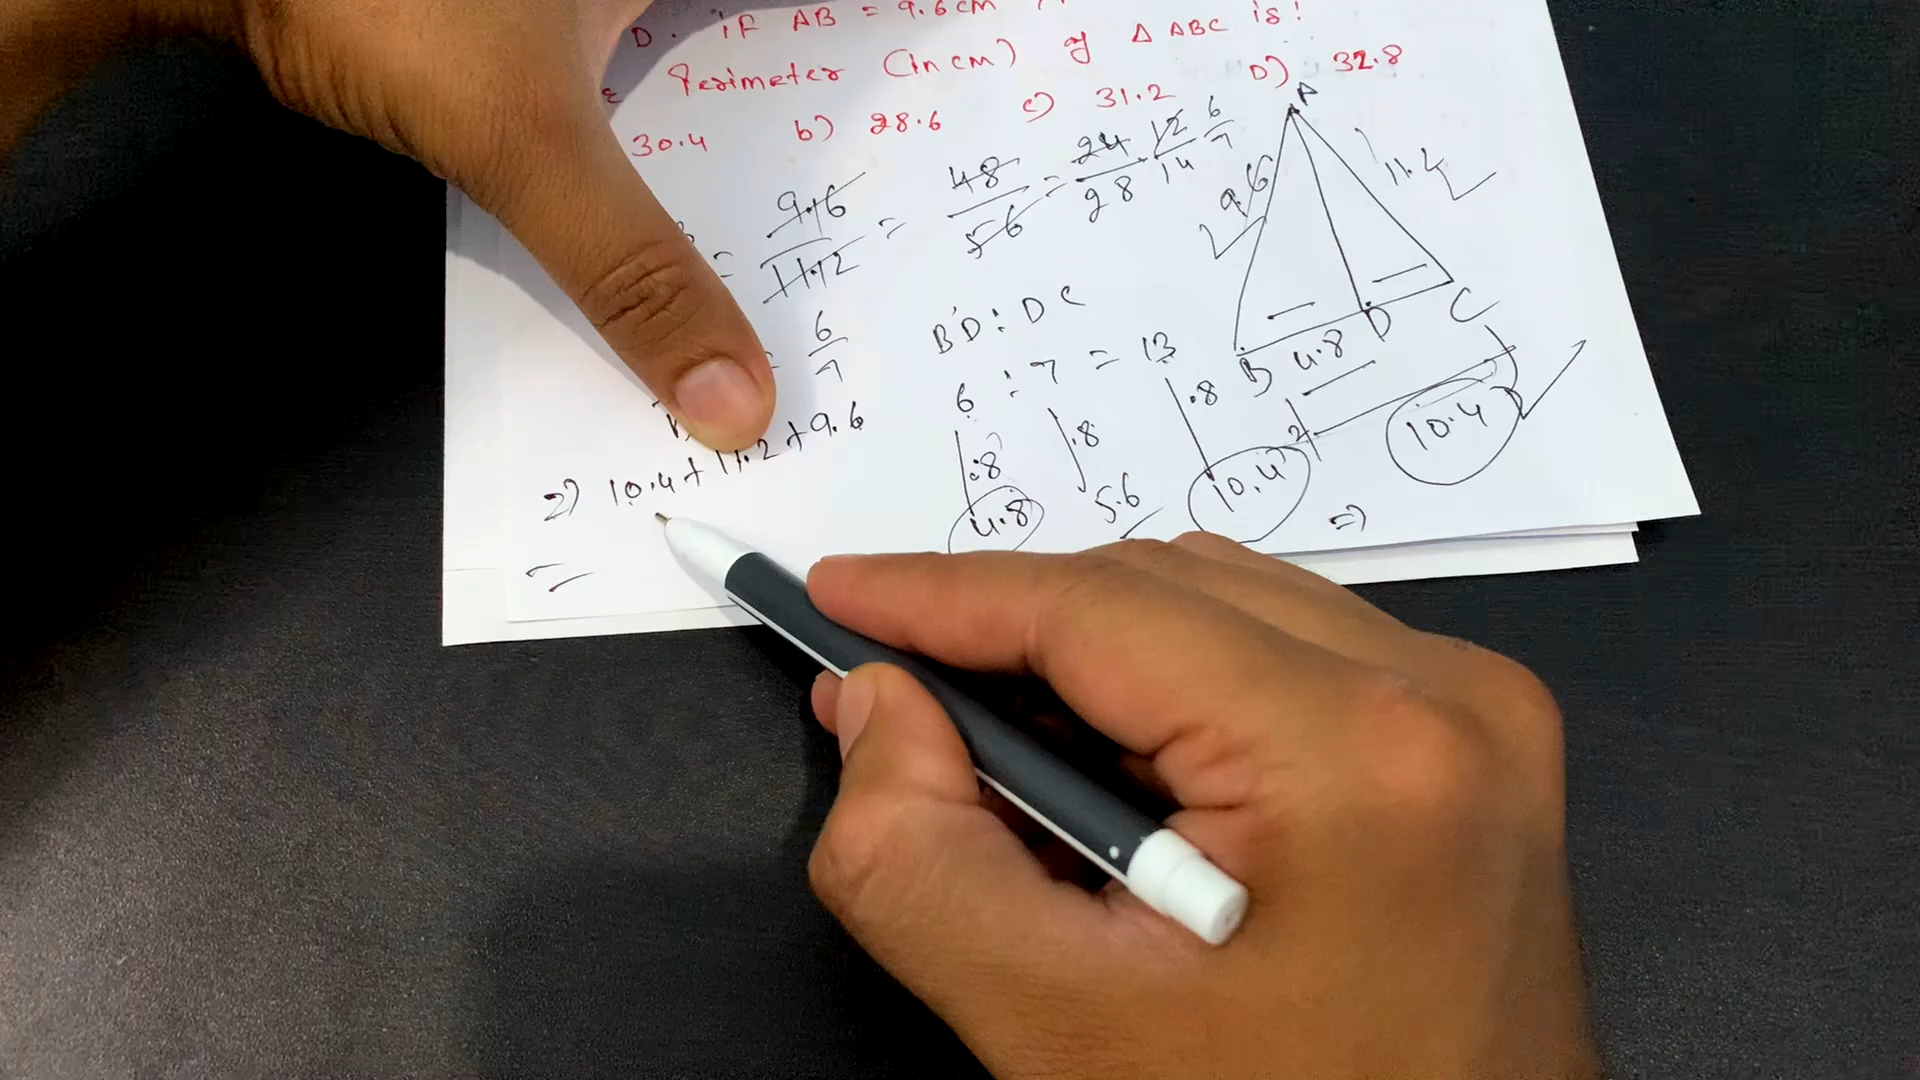 D. if AB = 9.6cm
Perimeter (in cm) of Δ ABC is!
30.4 b) 28.6 c) 31.2 D) 32.8
= 9.6 / 11.2 = 48 / 56 = 24 / 28 12 / 14 6 / 7
= 6 / 7
BD : DC
6 : 7 = 13
.8 .8 .8
4.8 5.6 10.4
2) 10.4 + 11.2 + 9.6
=
A
9.6 11.2
B D C
4.8
10.4
⇒